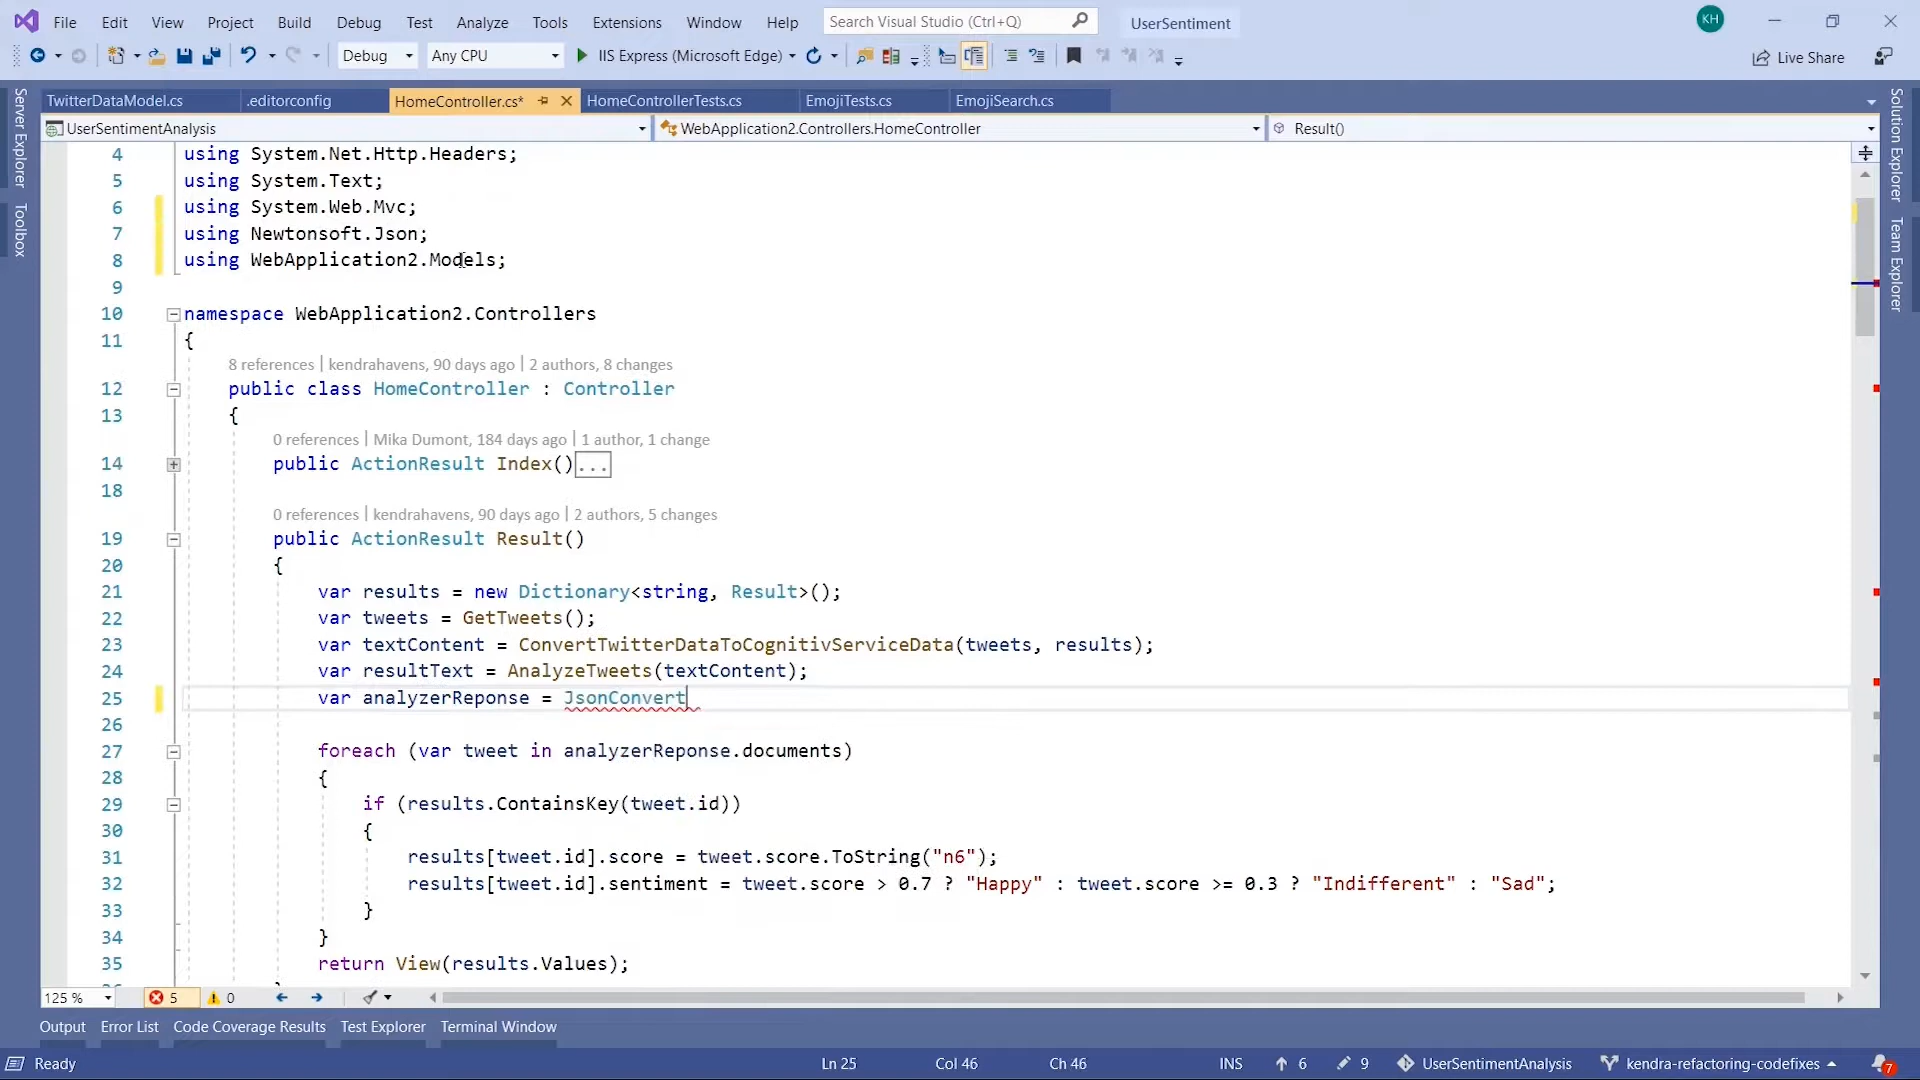 File Edit View Project Build Debug Test Analyze Tools Extensions Window Help Search Visual Studio (Ctrl+Q) UserSentiment KH
Debug Any CPU IIS Express (Microsoft Edge) Live Share
TwitterDataModel.cs .editorconfig HomeController.cs* HomeControllerTests.cs EmojiTests.cs EmojiSearch.cs
UserSentimentAnalysis WebApplication2.Controllers.HomeController Result()
Server Explorer
Toolbox
Solution Explorer
Team Explorer
4 using System.Net.Http.Headers;
5 using System.Text;
6 using System.Web.Mvc;
7 using Newtonsoft.Json;
8 using WebApplication2.Models;
9
10 namespace WebApplication2.Controllers
11 {
8 references | kendrahavens, 90 days ago | 2 authors, 8 changes
12 public class HomeController : Controller
13 {
0 references | Mika Dumont, 184 days ago | 1 author, 1 change
14 public ActionResult Index()...
18
0 references | kendrahavens, 90 days ago | 2 authors, 5 changes
19 public ActionResult Result()
20 {
21 var results = new Dictionary<string, Result>();
22 var tweets = GetTweets();
23 var textContent = ConvertTwitterDataToCognitivServiceData(tweets, results);
24 var resultText = AnalyzeTweets(textContent);
25 var analyzerReponse = JsonConvert
26
27 foreach (var tweet in analyzerReponse.documents)
28 {
29 if (results.ContainsKey(tweet.id))
30 {
31 results[tweet.id].score = tweet.score.ToString("n6");
32 results[tweet.id].sentiment = tweet.score > 0.7 ? "Happy" : tweet.score >= 0.3 ? "Indifferent" : "Sad";
33 }
34 }
35 return View(results.Values);
125 % 5 0
Output Error List Code Coverage Results Test Explorer Terminal Window
Ready Ln 25 Col 46 Ch 46 INS 6 9 UserSentimentAnalysis kendra-refactoring-codefixes 7